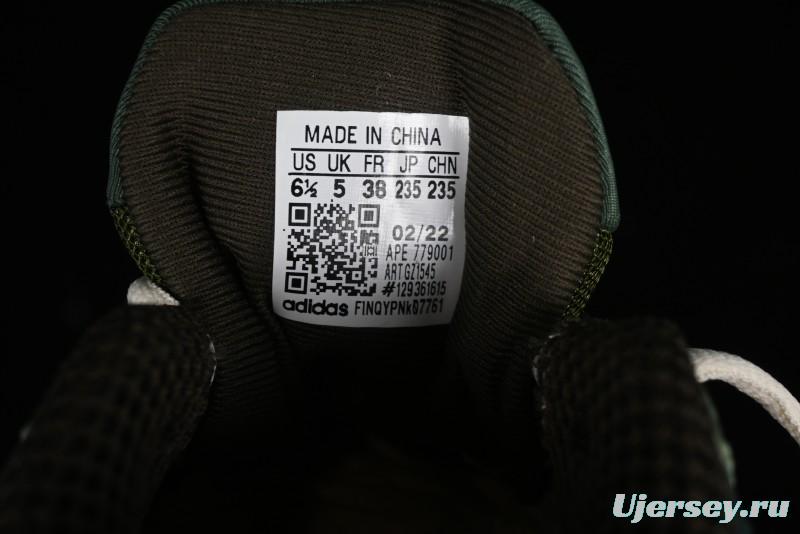 MADE IN CHINA
US UK FR JP CHN
6½ 5 38 235 235
02/22
APE 779001
ART GZ1545
#129361615
adidas FINQYPNk07761
Ujersey.ru